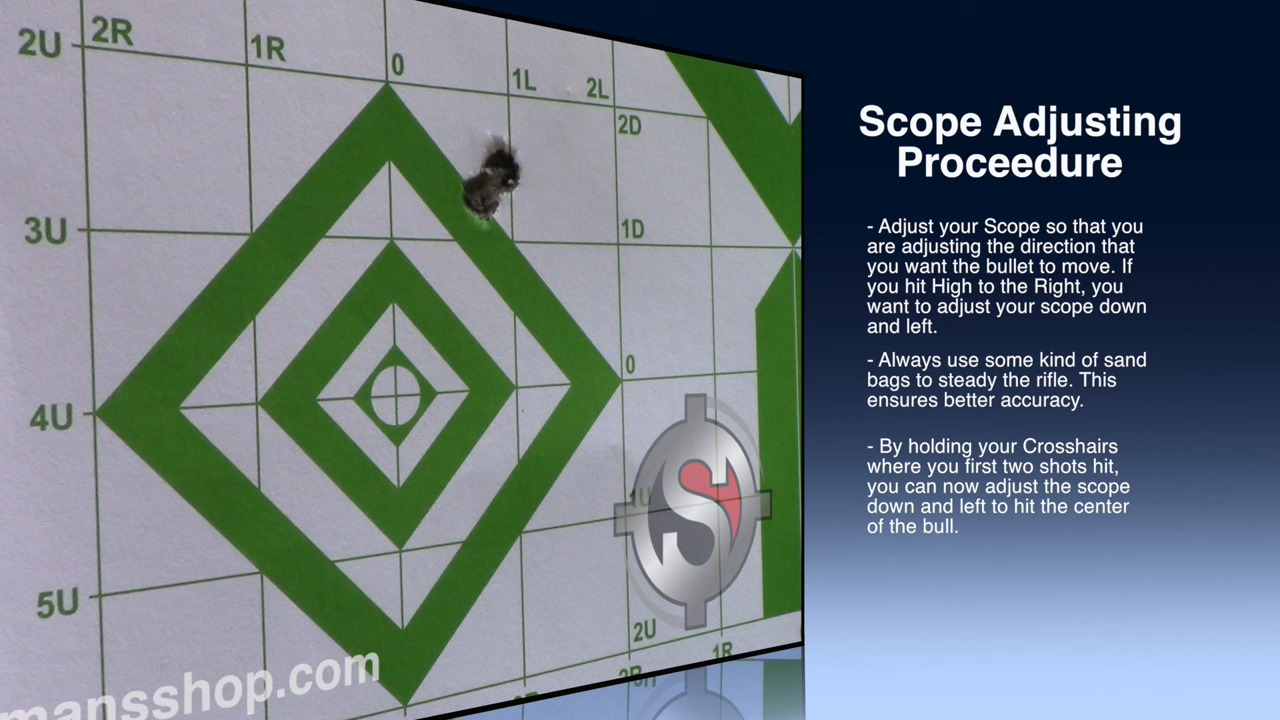 2U
2R
1R
0
1L
2L
2D
3U
1D
0
4U
1U
5U
2U
1R
2R
mansshop.com
S
Scope Adjusting
Proceedure
- Adjust your Scope so that you
are adjusting the direction that
you want the bullet to move. If
you hit High to the Right, you
want to adjust your scope down
and left.
- Always use some kind of sand
bags to steady the rifle. This
ensures better accuracy.
- By holding your Crosshairs
where you first two shots hit,
you can now adjust the scope
down and left to hit the center
of the bull.